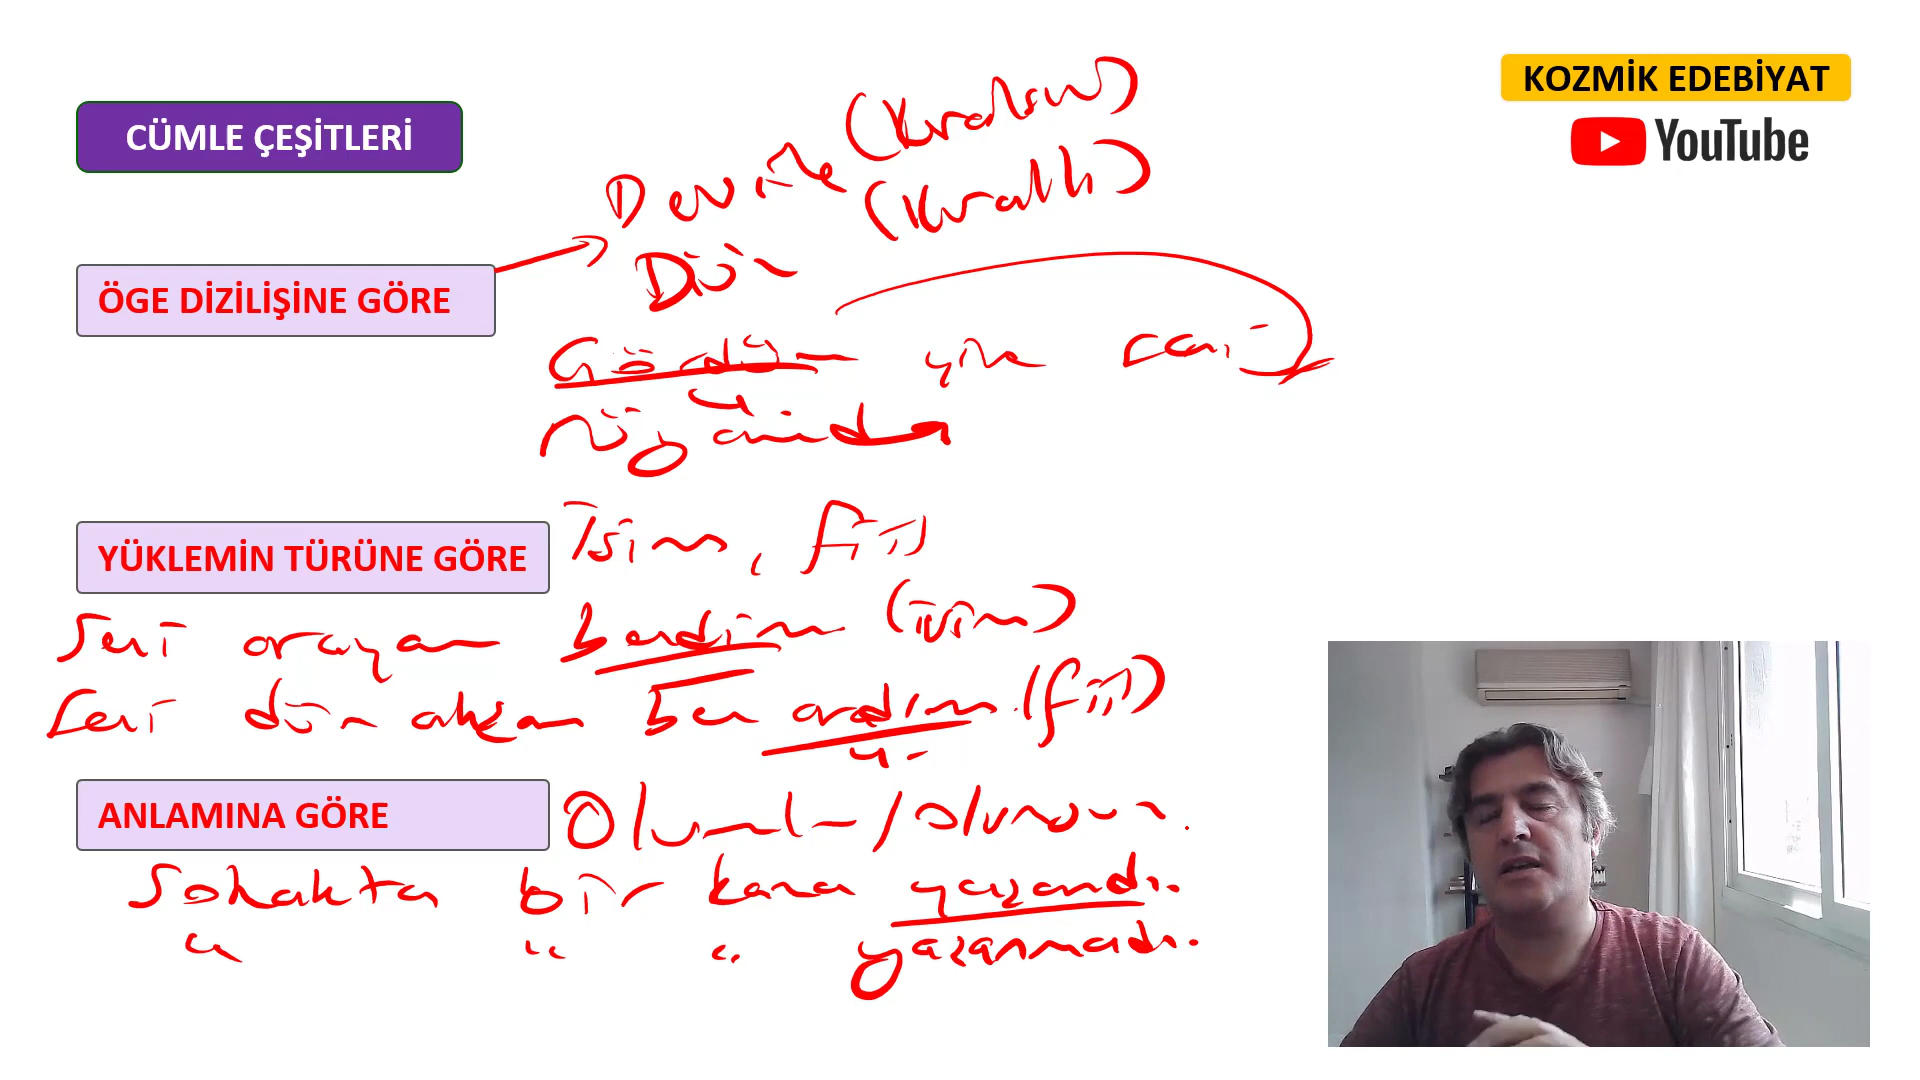 KOZMİK EDEBİYAT
YouTube
CÜMLE ÇEŞİTLERİ
Devrik (Kuralsız)
(Kurallı)
Düz
ÖGE DİZİLİŞİNE GÖRE
Gördüm yine seni
y
rüyamda
YÜKLEMİN TÜRÜNE GÖRE
İsim, fiil
Seni arayan bendim (isim)
Seni dün akşam ben aradım. (fiil)
y.
ANLAMINA GÖRE
Olumlu / olumsuz.
Sokakta bir kaza yaşandı.
" " " yaşanmadı.